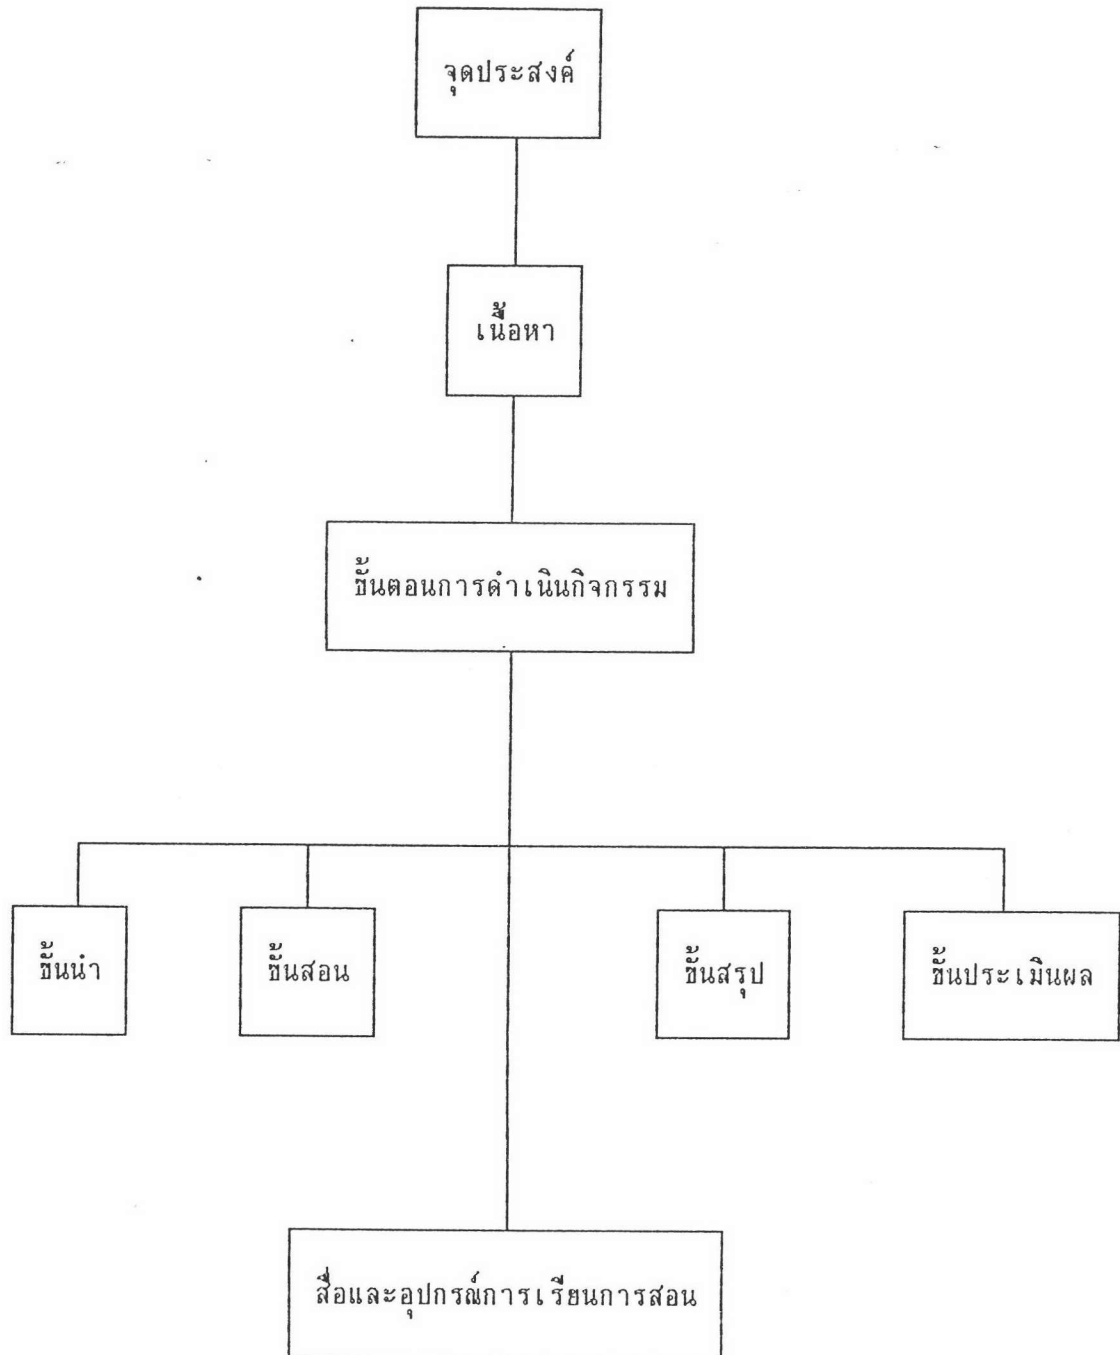 จุดประสงค์
เนื้อหา
ขั้นตอนการดำเนินกิจกรรม
ขั้นนำ
ขั้นสอน
ขั้นสรุป
ขั้นประเมินผล
สื่อและอุปกรณ์การเรียนการสอน